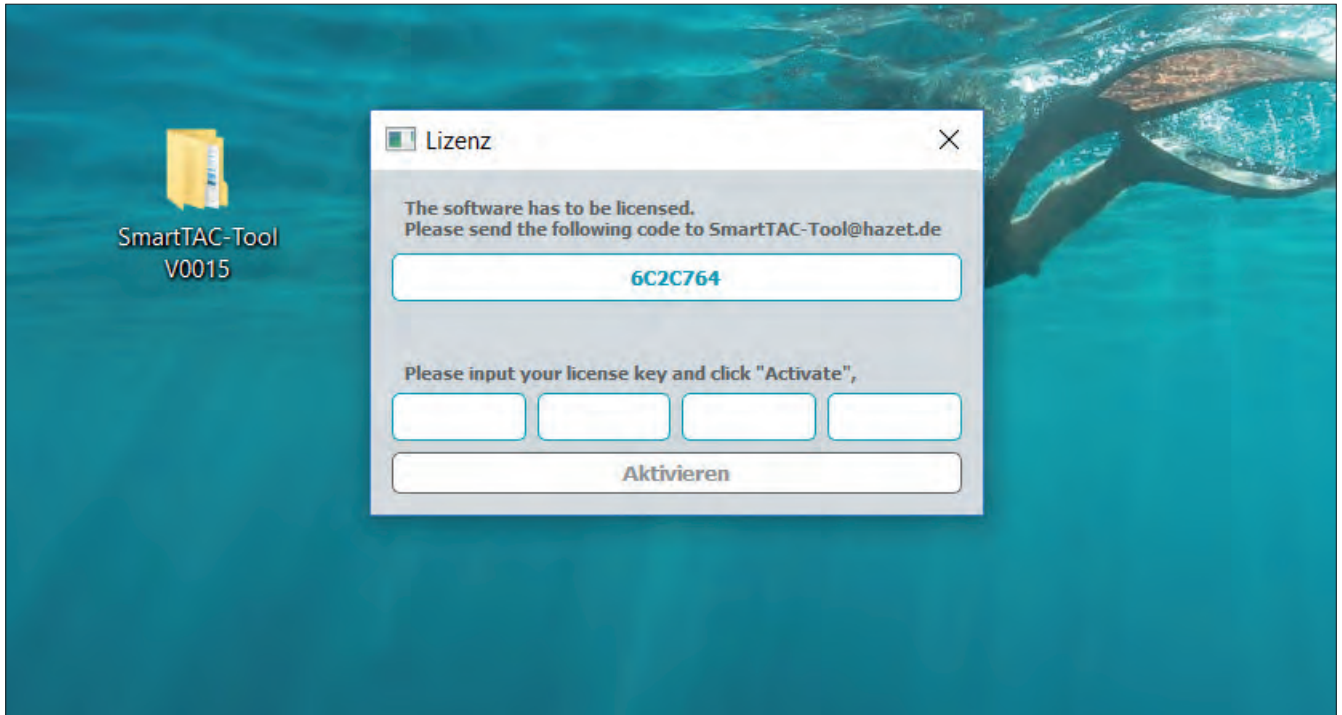 SmartTAC-Tool
V0015
Lizenz
The software has to be licensed.
Please send the following code to SmartTAC-Tool@hazet.de
6C2C764
Please input your license key and click "Activate",
Aktivieren